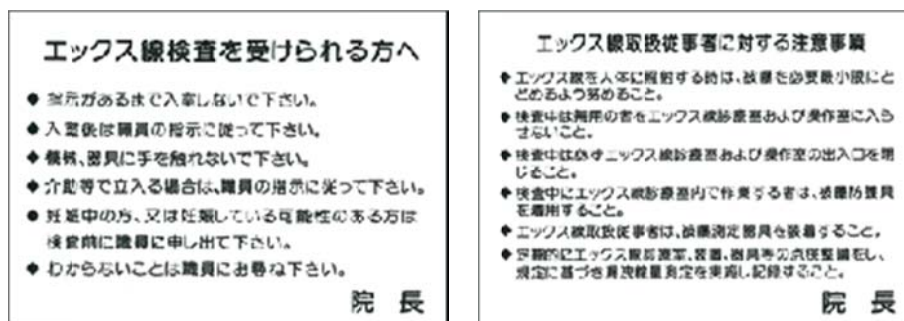 エックス線検査を受けられる方へ
◆ 指示があるまで入室しないで下さい。
◆ 入室後は職員の指示に従って下さい。
◆ 機械、器具に手を触れないで下さい。
◆ 介助等で立入る場合は、職員の指示に従って下さい。
◆ 妊娠中の方、又は妊娠している可能性のある方は
検査前に職員に申し出て下さい。
◆ わからないことは職員にお尋ね下さい。
院 長
エックス線取扱従事者に対する注意事項
◆ エックス線を人体に照射する時は、被曝を必要最小限にと
どめるよう努めること。
◆ 検査中は無用の者をエックス線診療室および操作室に入ら
せないこと。
◆ 検査中は必ずエックス線診療室および操作室の出入口を閉
じること。
◆ 検査中にエックス線診療室内で作業する者は、被曝防護具
を着用すること。
◆ エックス線取扱従事者は、被曝測定器具を装着すること。
◆ 定期的にエックス線診療室、装置、器具等の点検整備をし、
規定に基づき漏洩線量測定を実施し記録すること。
院 長